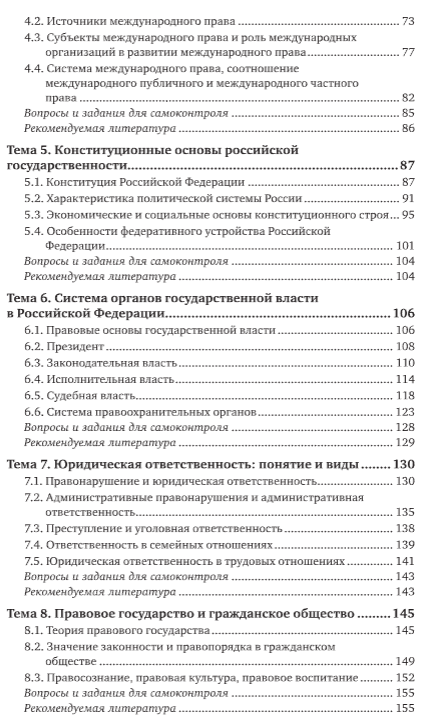 4.2. Источники международного права ..... 73
4.3. Субъекты международного права и роль международных
организаций в развитии международного права ..... 77
4.4. Система международного права, соотношение
международного публичного и международного частного
права ..... 82
Вопросы и задания для самоконтроля ..... 85
Рекомендуемая литература ..... 86
Тема 5. Конституционные основы российской
государственности ..... 87
5.1. Конституция Российской Федерации ..... 87
5.2. Характеристика политической системы России ..... 91
5.3. Экономические и социальные основы конституционного строя ... 95
5.4. Особенности федеративного устройства Российской
Федерации ..... 101
Вопросы и задания для самоконтроля ..... 104
Рекомендуемая литература ..... 104
Тема 6. Система органов государственной власти
в Российской Федерации ..... 106
6.1. Правовые основы государственной власти ..... 106
6.2. Президент ..... 108
6.3. Законодательная власть ..... 110
6.4. Исполнительная власть ..... 114
6.5. Судебная власть ..... 118
6.6. Система правоохранительных органов ..... 123
Вопросы и задания для самоконтроля ..... 128
Рекомендуемая литература ..... 129
Тема 7. Юридическая ответственность: понятие и виды ..... 130
7.1. Правонарушение и юридическая ответственность ..... 130
7.2. Административные правонарушения и административная
ответственность ..... 135
7.3. Преступление и уголовная ответственность ..... 138
7.4. Ответственность в семейных отношениях ..... 139
7.5. Юридическая ответственность в трудовых отношениях ..... 141
Вопросы и задания для самоконтроля ..... 143
Рекомендуемая литература ..... 143
Тема 8. Правовое государство и гражданское общество ..... 145
8.1. Теория правового государства ..... 145
8.2. Значение законности и правопорядка в гражданском
обществе ..... 149
8.3. Правосознание, правовая культура, правовое воспитание ..... 152
Вопросы и задания для самоконтроля ..... 155
Рекомендуемая литература ..... 155